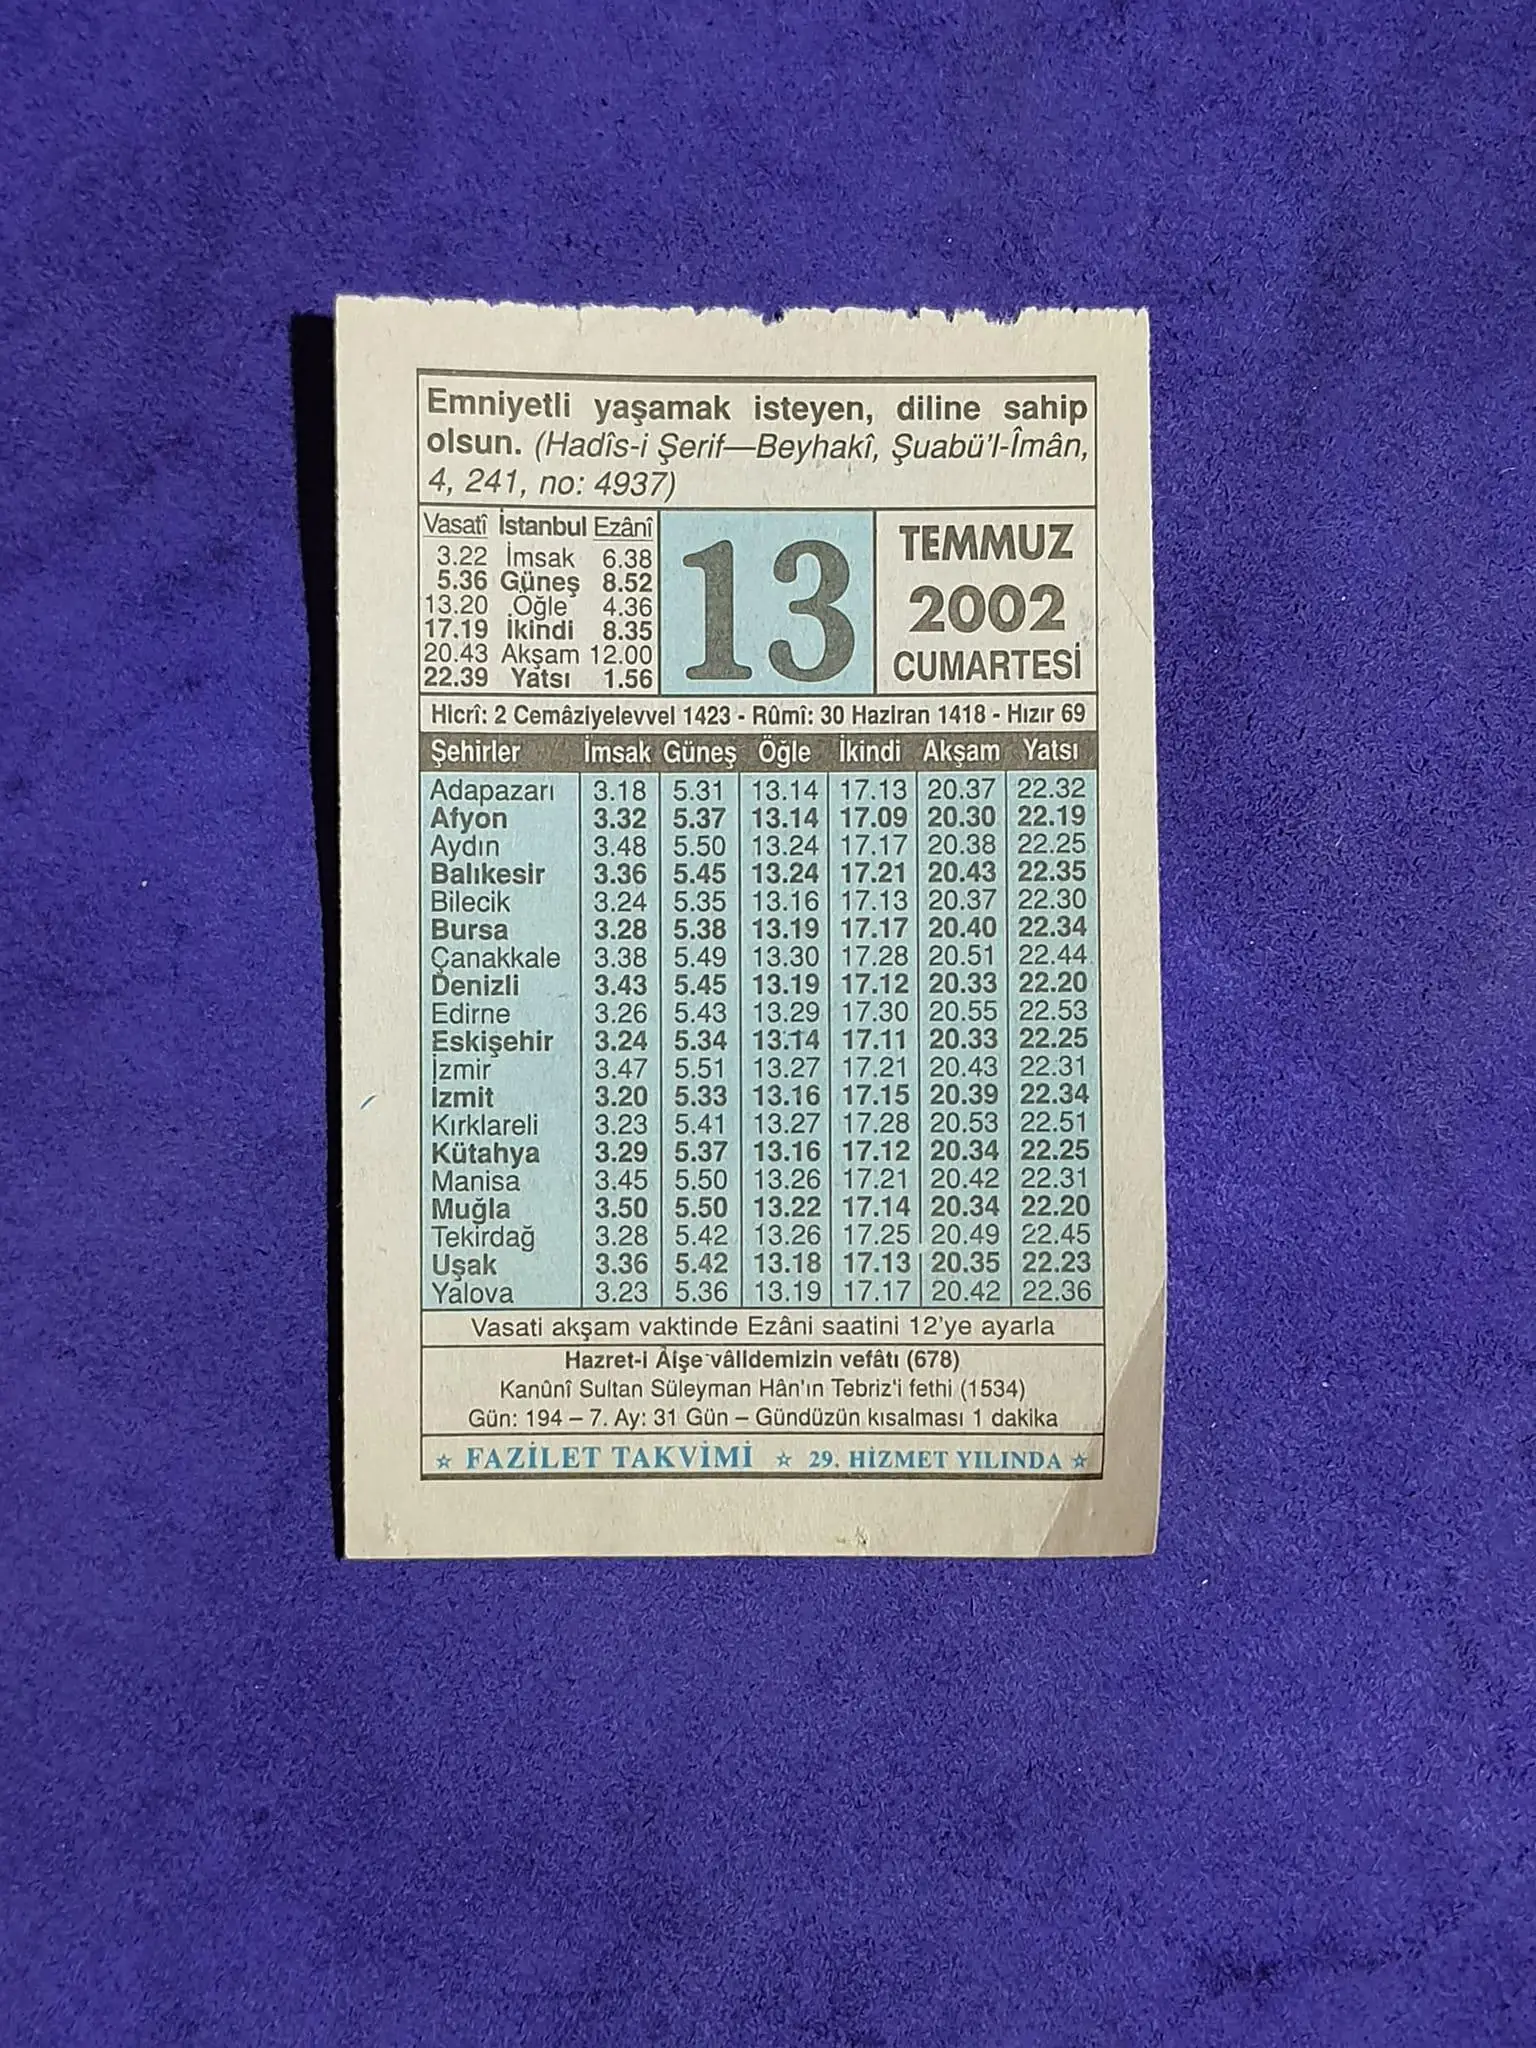 Emniyetli yaşamak isteyen, diline sahip
olsun. (Hadîs-i Şerif—Beyhakî, Şuabü'l-Îmân,
4, 241, no: 4937)
Vasatî İstanbul Ezânî
3.22 İmsak 6.38
5.36 Güneş 8.52
13.20 Öğle 4.36
17.19 İkindi 8.35
20.43 Akşam 12.00
22.39 Yatsı 1.56
13
TEMMUZ
2002
CUMARTESİ
Hicrî: 2 Cemâziyelevvel 1423 - Rûmî: 30 Haziran 1418 - Hızır 69
Şehirler İmsak Güneş Öğle İkindi Akşam Yatsı
Adapazarı 3.18 5.31 13.14 17.13 20.37 22.32
Afyon 3.32 5.37 13.14 17.09 20.30 22.19
Aydın 3.48 5.50 13.24 17.17 20.38 22.25
Balıkesir 3.36 5.45 13.24 17.21 20.43 22.35
Bilecik 3.24 5.35 13.16 17.13 20.37 22.30
Bursa 3.28 5.38 13.19 17.17 20.40 22.34
Çanakkale 3.38 5.49 13.30 17.28 20.51 22.44
Denizli 3.43 5.45 13.19 17.12 20.33 22.20
Edirne 3.26 5.43 13.29 17.30 20.55 22.53
Eskişehir 3.24 5.34 13.14 17.11 20.33 22.25
İzmir 3.47 5.51 13.27 17.21 20.43 22.31
İzmit 3.20 5.33 13.16 17.15 20.39 22.34
Kırklareli 3.23 5.41 13.27 17.28 20.53 22.51
Kütahya 3.29 5.37 13.16 17.12 20.34 22.25
Manisa 3.45 5.50 13.26 17.21 20.42 22.31
Muğla 3.50 5.50 13.22 17.14 20.34 22.20
Tekirdağ 3.28 5.42 13.26 17.25 20.49 22.45
Uşak 3.36 5.42 13.18 17.13 20.35 22.23
Yalova 3.23 5.36 13.19 17.17 20.42 22.36
Vasati akşam vaktinde Ezâni saatini 12'ye ayarla
Hazret-i Âişe vâlidemizin vefâtı (678)
Kanûnî Sultan Süleyman Hân'ın Tebriz'i fethi (1534)
Gün: 194 – 7. Ay: 31 Gün – Gündüzün kısalması 1 dakika
☆ FAZİLET TAKVİMİ ☆ 29. HİZMET YILINDA ☆